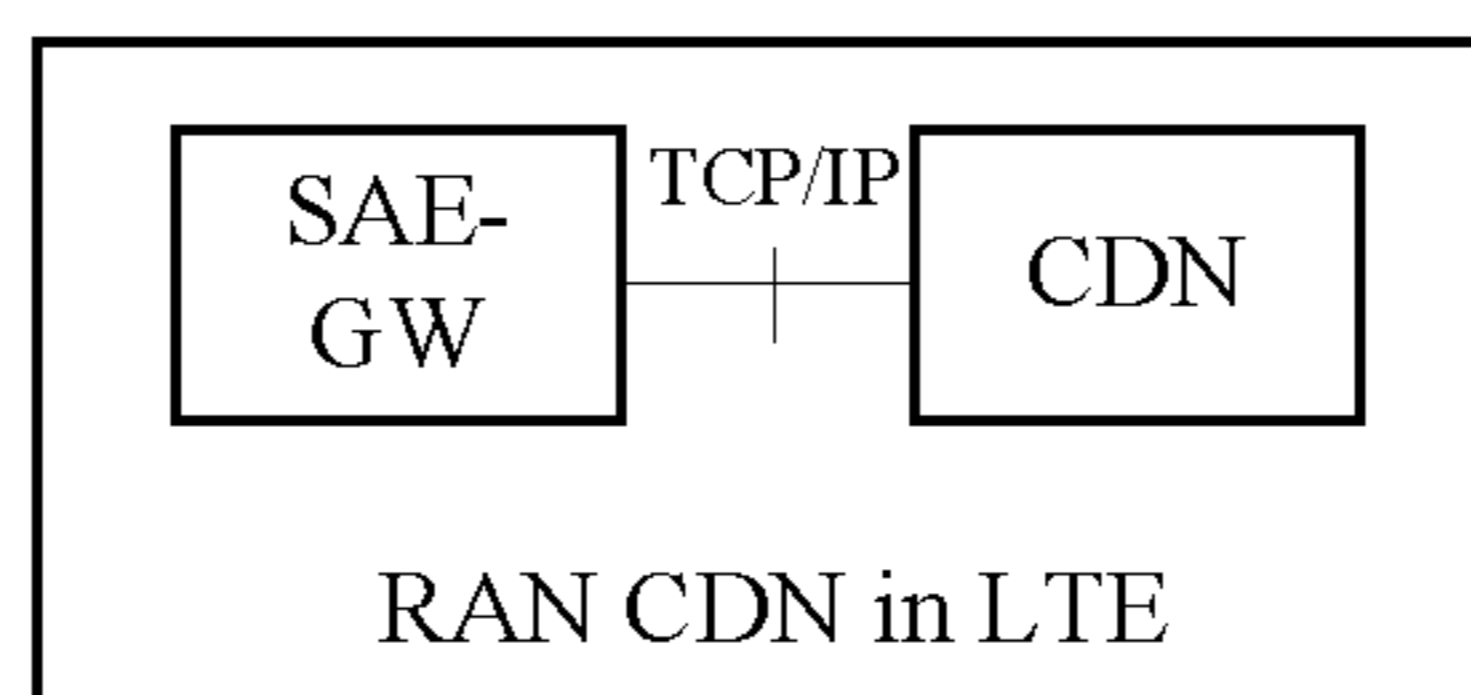 TCP/IP
SAE-
GW
CDN
RAN CDN in LTE